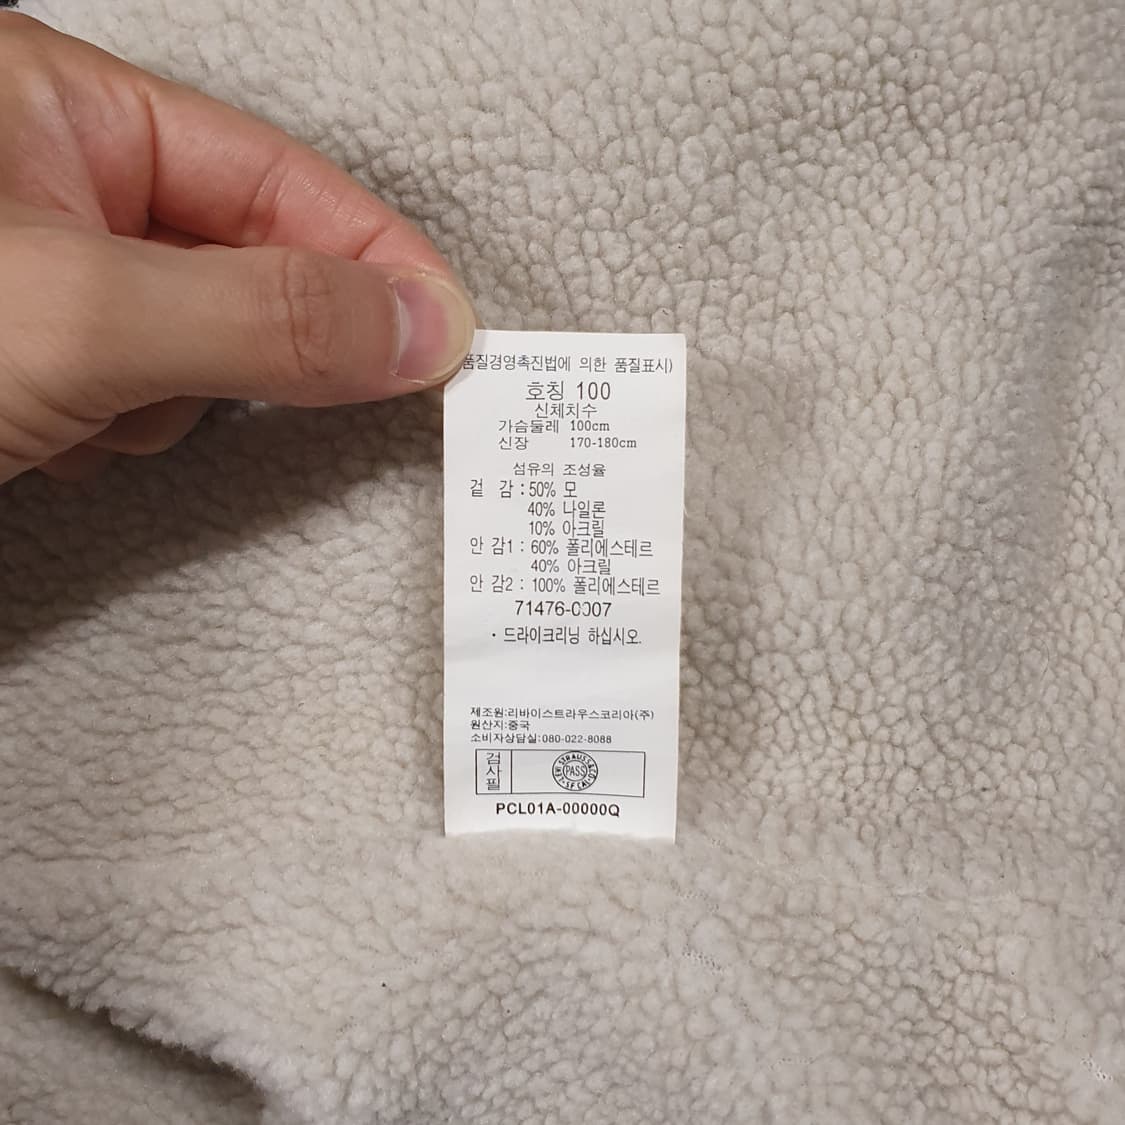 품질경영촉진법에 의한 품질표시)
호칭 100
신체치수
가슴둘레 100cm
신장 170-180cm
섬유의 조성율
겉 감 : 50% 모
40% 나일론
10% 아크릴
안 감1 : 60% 폴리에스테르
40% 아크릴
안 감2 : 100% 폴리에스테르
71476-0007
· 드라이크리닝 하십시오.
제조원:리바이스트라우스코리아(주)
원산지:중국
소비자상담실:080-022-8088
검사필
LEVI STRAUSS & CO. S.F. CAL.
PASS
PCL01A-00000Q